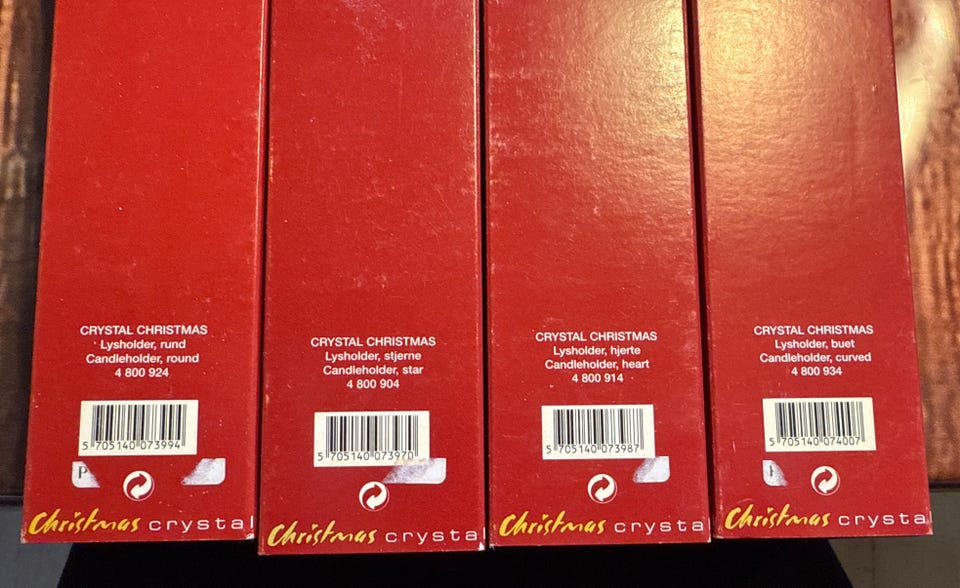 CRYSTAL CHRISTMAS
Lysholder, rund
Candleholder, round
4 800 924
5 705140 073994
P
Christmas crystal
CRYSTAL CHRISTMAS
Lysholder, stjerne
Candleholder, star
4 800 904
5 705140 073970
Christmas crystal
CRYSTAL CHRISTMAS
Lysholder, hjerte
Candleholder, heart
4 800 914
5 705140 073987
Christmas crysta
CRYSTAL CHRISTMAS
Lysholder, buet
Candleholder, curved
4 800 934
5 705140 074007
Christmas crysta